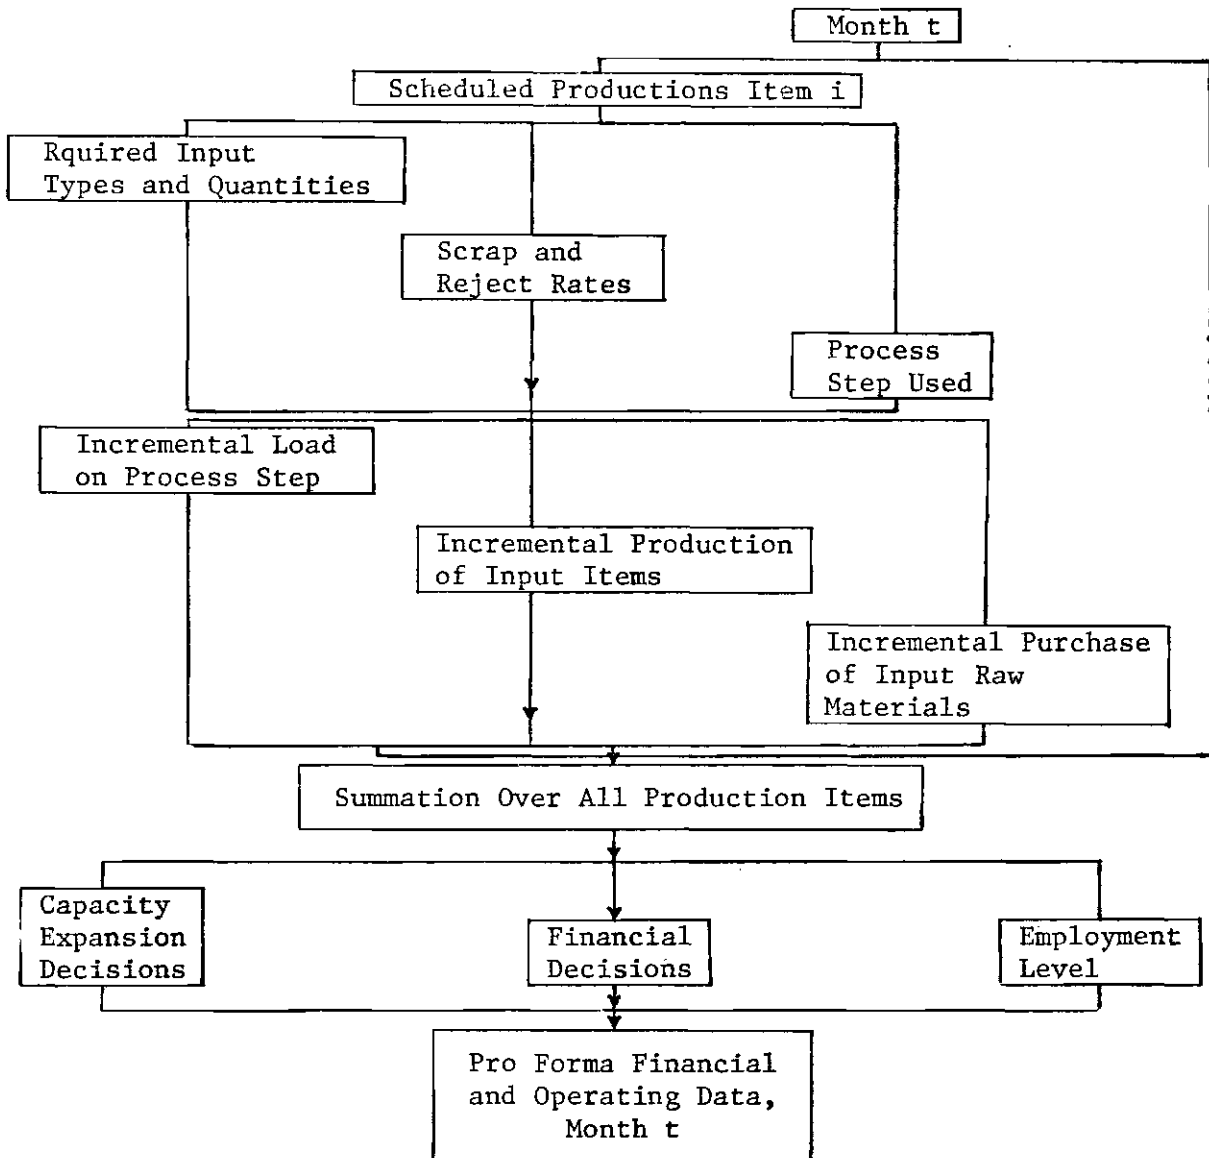 Month t
Scheduled Productions Item i
Rquired Input
Types and Quantities
Scrap and
Reject Rates
Process
Step Used
Incremental Load
on Process Step
Incremental Production
of Input Items
Incremental Purchase
of Input Raw
Materials
Summation Over All Production Items
Capacity
Expansion
Decisions
Financial
Decisions
Employment
Level
Pro Forma Financial
and Operating Data,
Month t